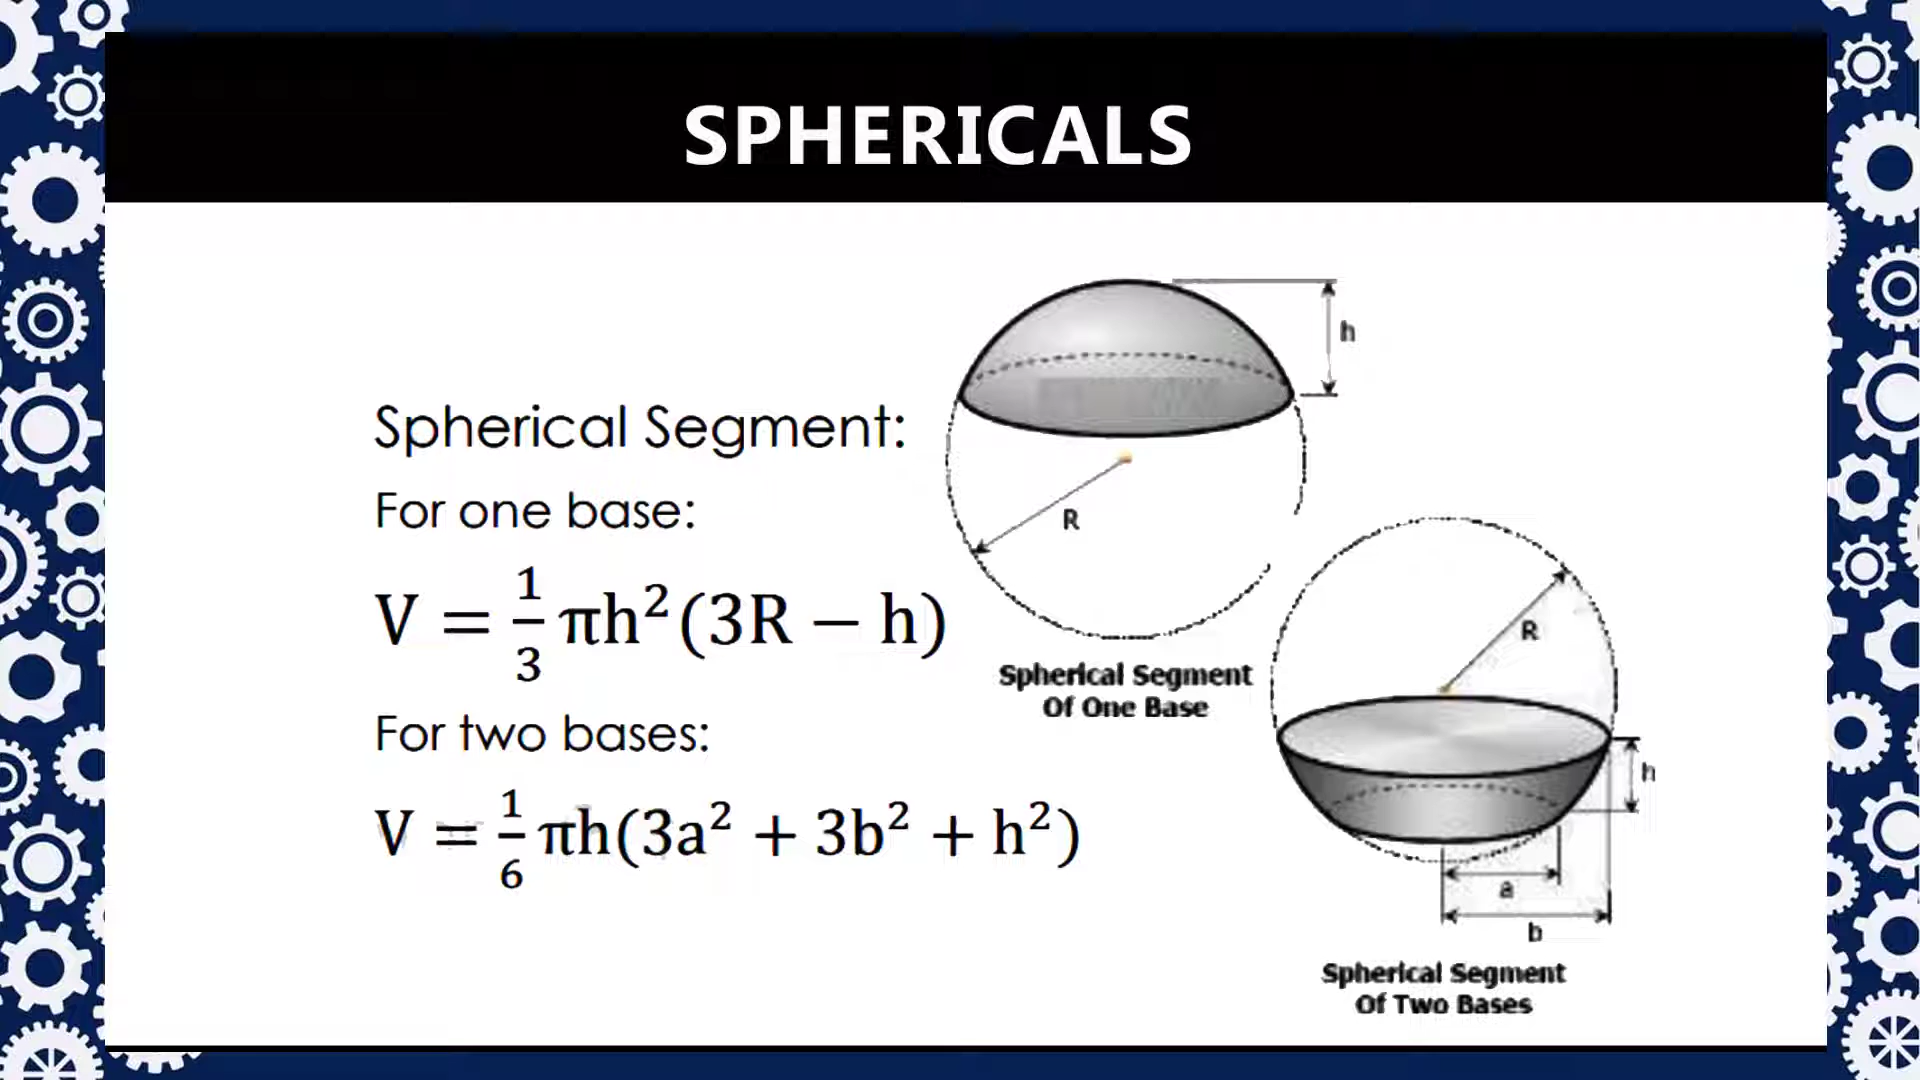 SPHERICALS
Spherical Segment:
For one base:
V = 1/3 πh²(3R − h)
For two bases:
V = 1/6 πh(3a² + 3b² + h²)
h
R
Spherical Segment
Of One Base
R
h
a
b
Spherical Segment
Of Two Bases